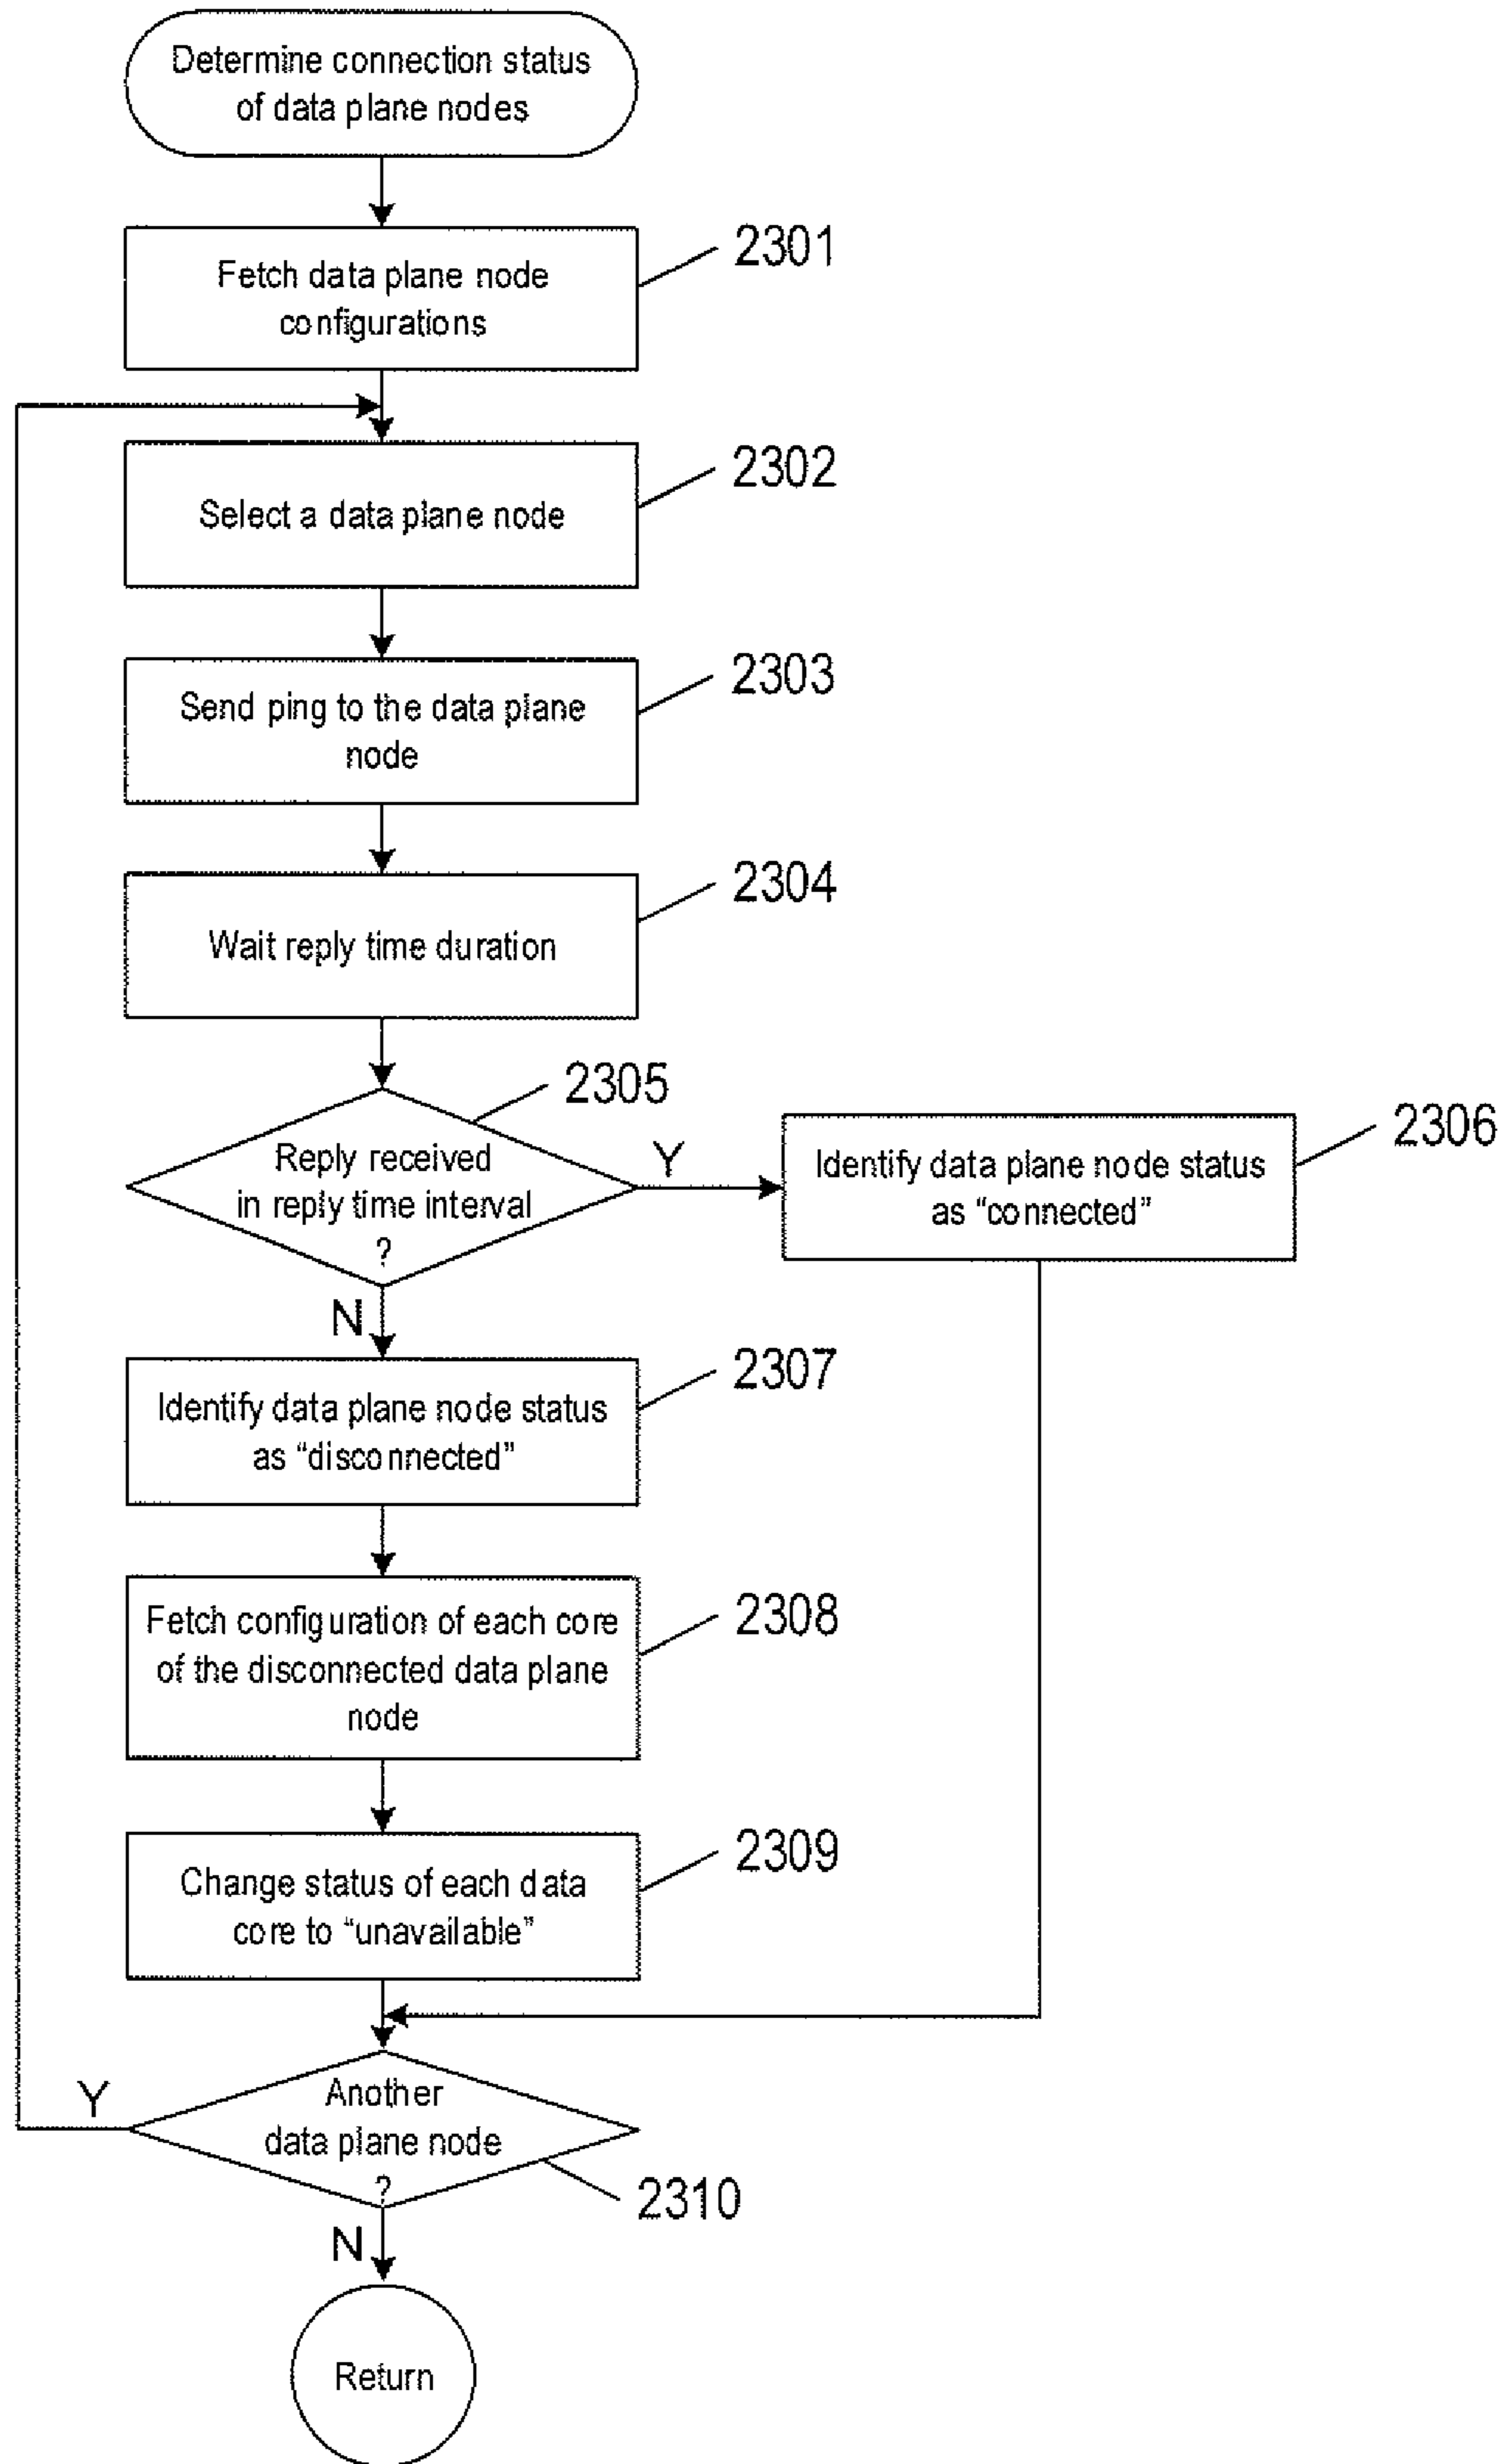 Determine connection status
of data plane nodes
2301
Fetch data plane node
configurations
2302
Select a data plane node
2303
Send ping to the data plane
node
2304
Wait reply time duration
2305
Reply received
in reply time interval
?
Y
2306
Identify data plane node status
as “connected”
N
2307
Identify data plane node status
as “disconnected”
2308
Fetch configuration of each core
of the disconnected data plane
node
2309
Change status of each data
core to “unavailable”
Y
Another
data plane node
?
2310
N
Return